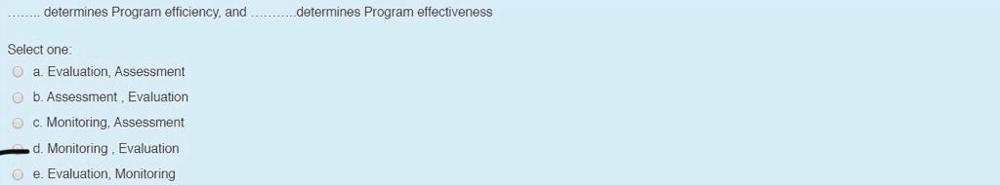 ........ determines Program efficiency, and ...........determines Program effectiveness
Select one:
a. Evaluation, Assessment
b. Assessment , Evaluation
c. Monitoring, Assessment
d. Monitoring , Evaluation
e. Evaluation, Monitoring